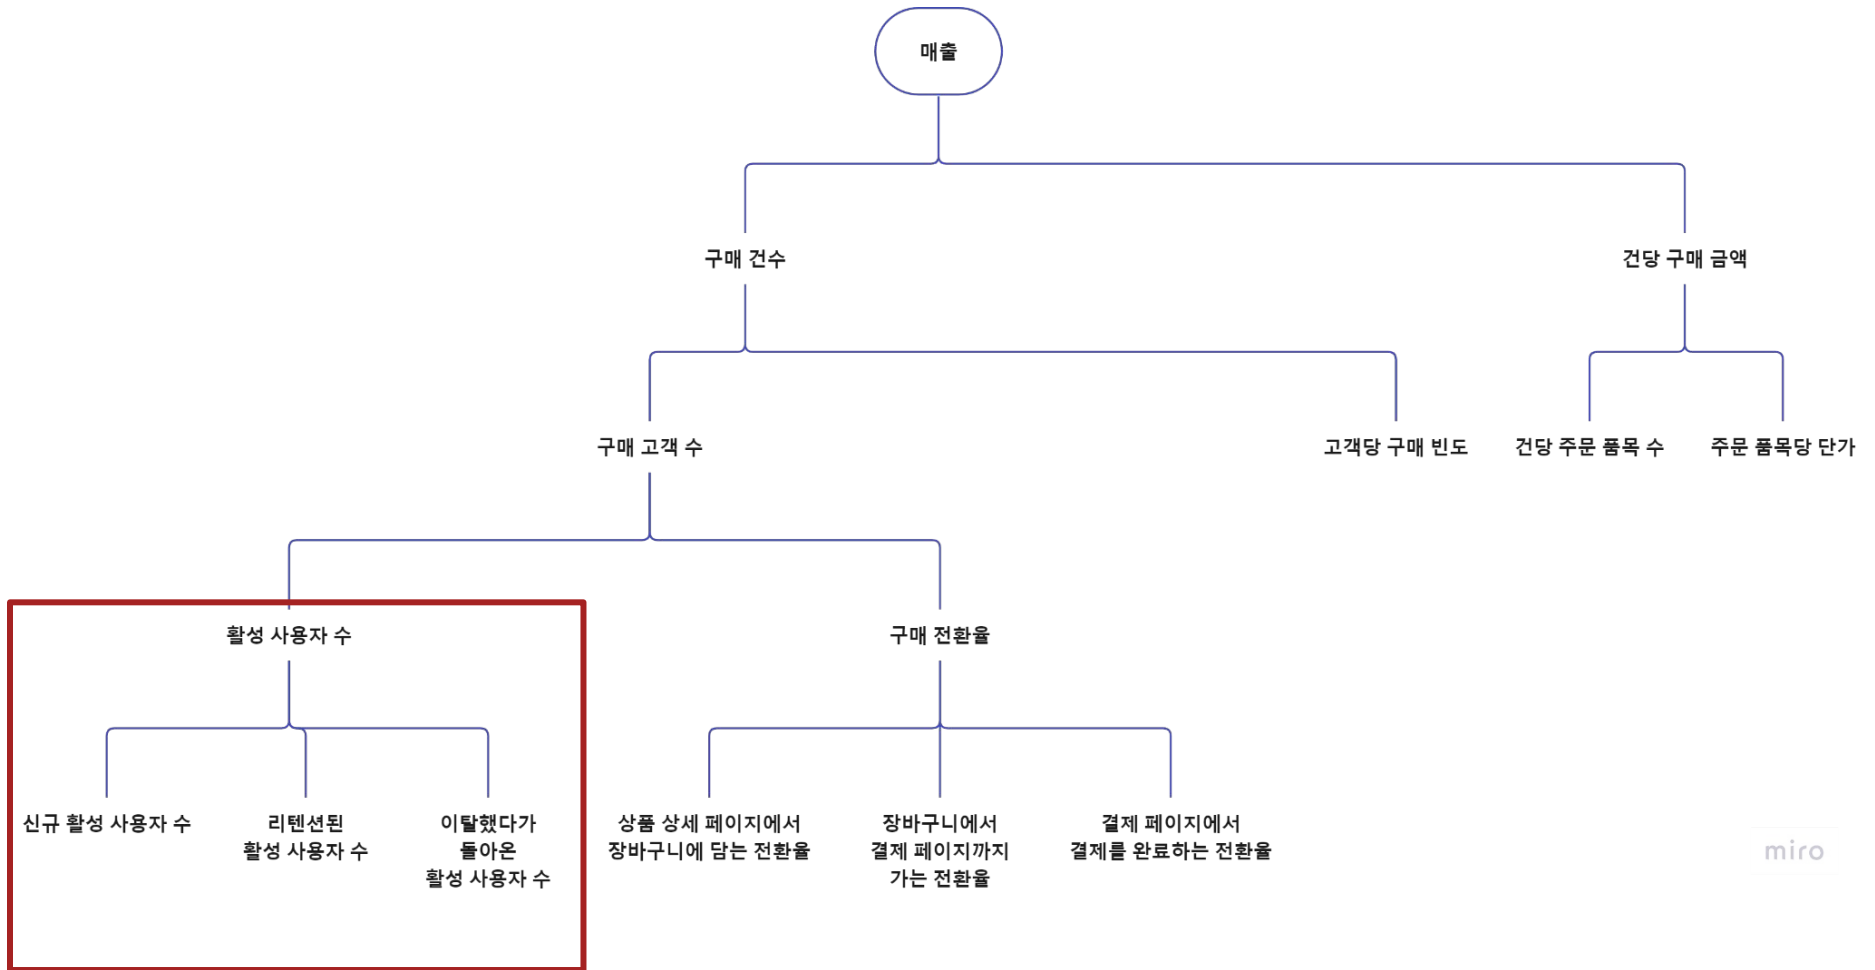 매출
구매 건수
건당 구매 금액
구매 고객 수
고객당 구매 빈도
건당 주문 품목 수
주문 품목당 단가
활성 사용자 수
구매 전환율
신규 활성 사용자 수
리텐션된
활성 사용자 수
이탈했다가
돌아온
활성 사용자 수
상품 상세 페이지에서
장바구니에 담는 전환율
장바구니에서
결제 페이지까지
가는 전환율
결제 페이지에서
결제를 완료하는 전환율
miro